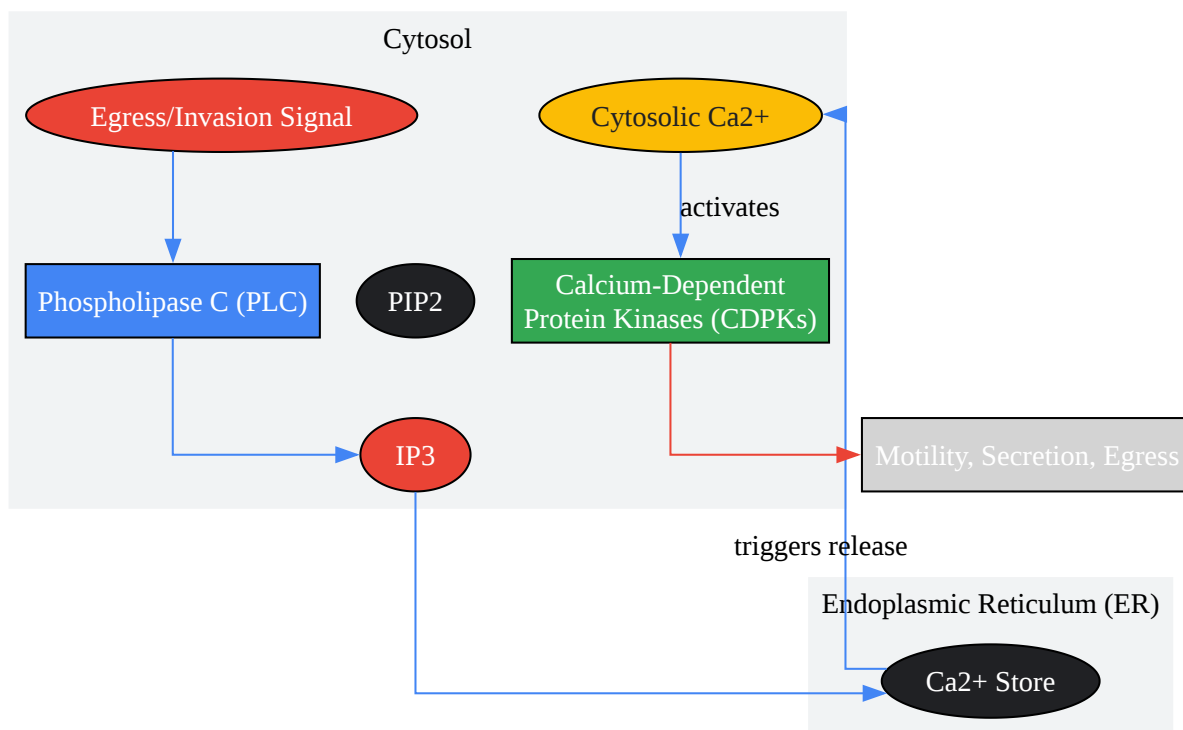 Cytosol
Egress/Invasion Signal
Cytosolic Ca2+
activates
Phospholipase C (PLC)
PIP2
Calcium-Dependent
Protein Kinases (CDPKs)
IP3
Motility, Secretion, Egress
triggers release
Endoplasmic Reticulum (ER)
Ca2+ Store